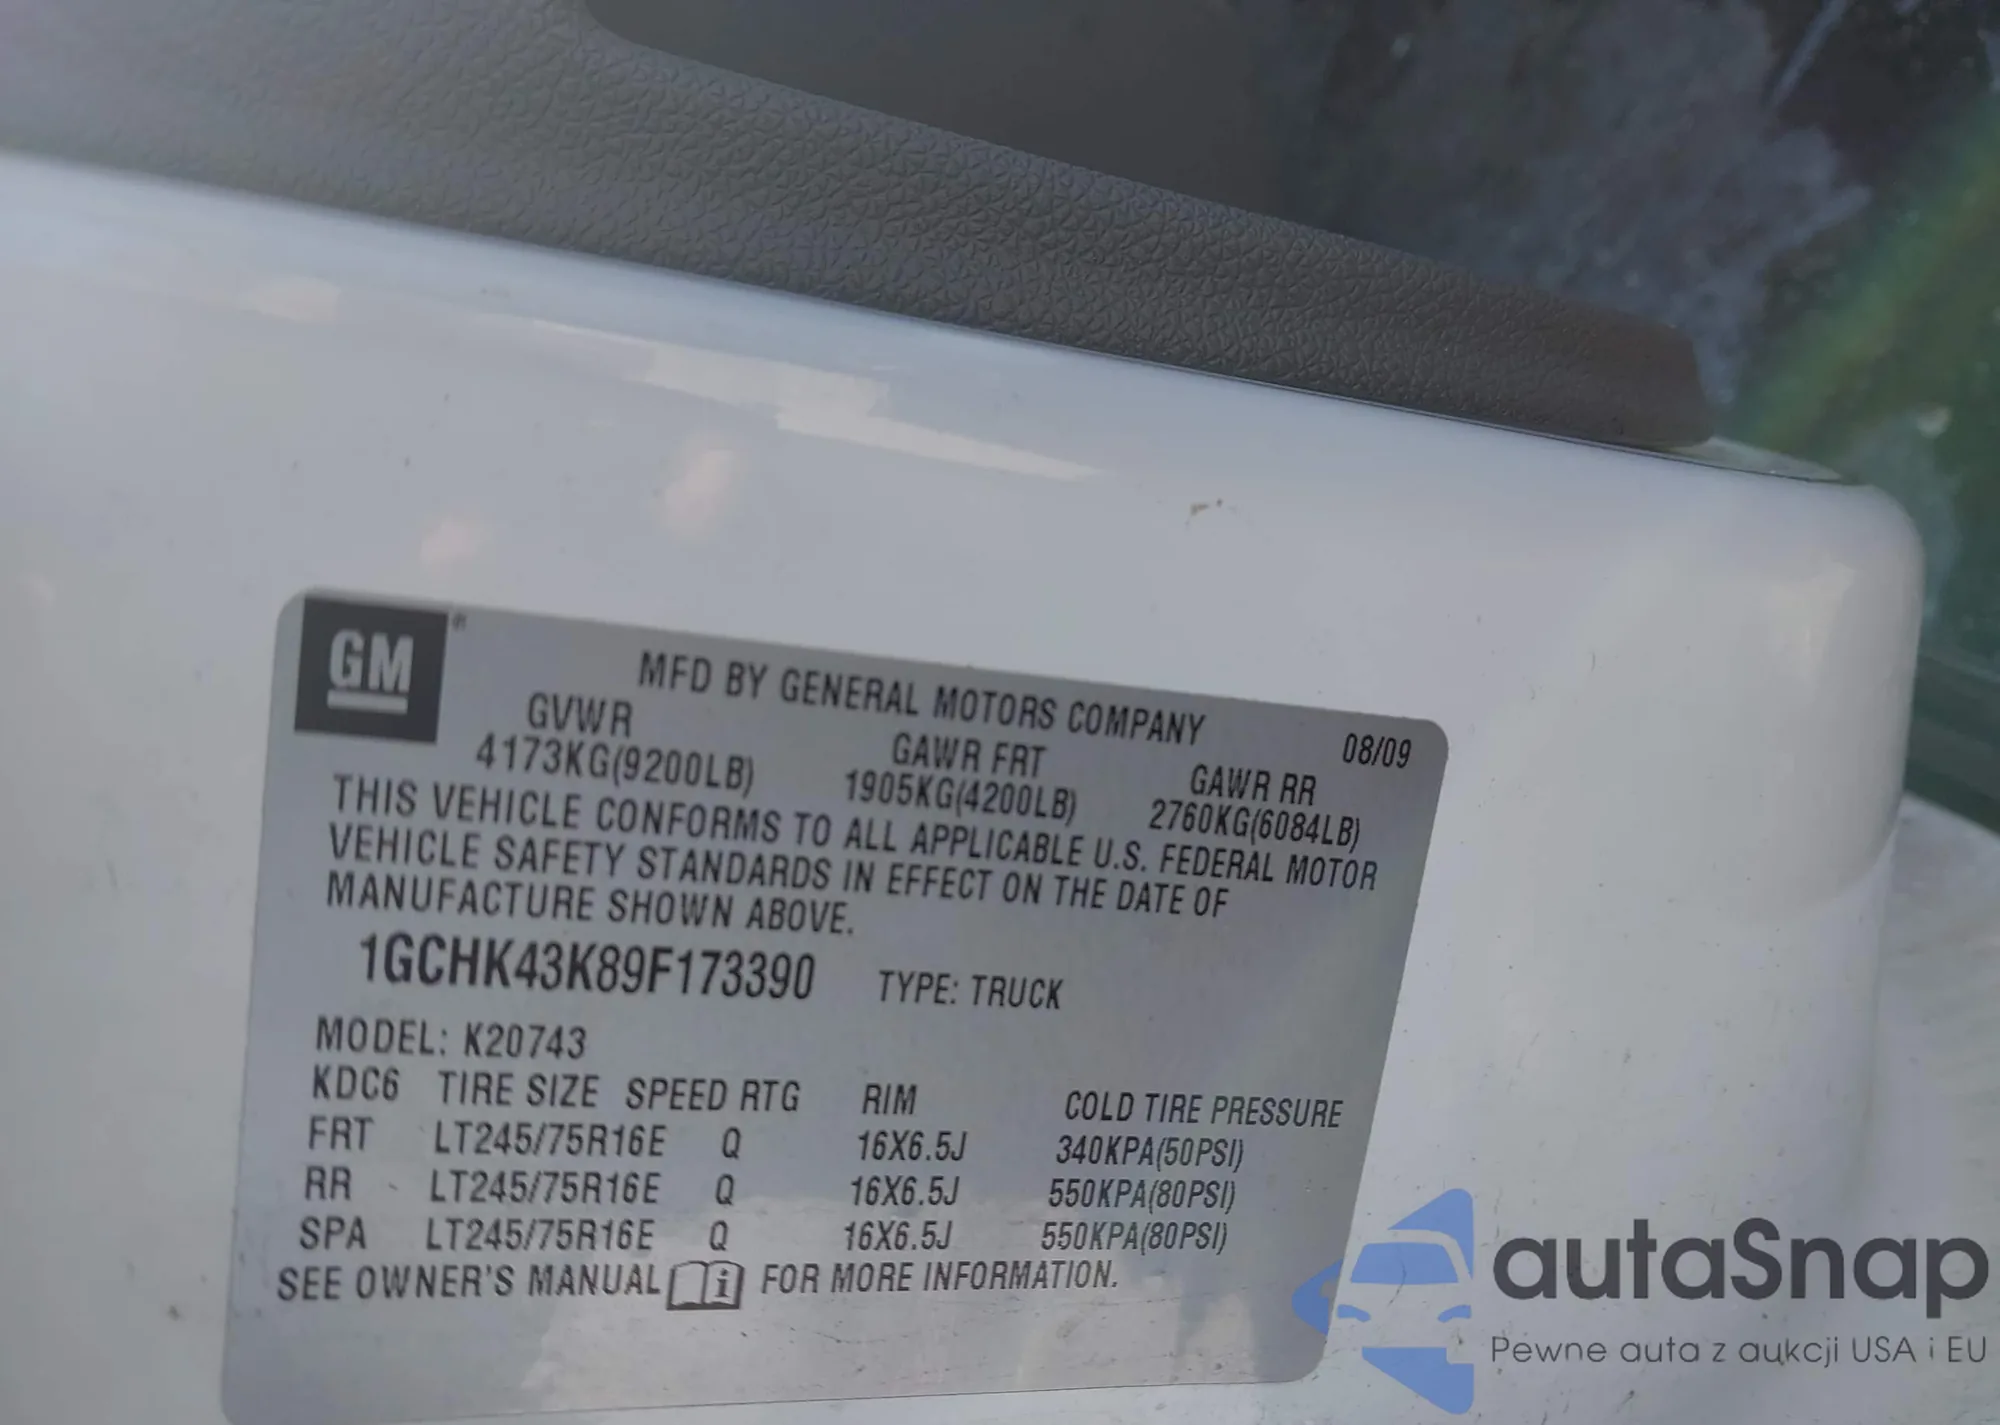 GM
MFD BY GENERAL MOTORS COMPANY
08/09
GVWR GAWR FRT GAWR RR
4173KG(9200LB) 1905KG(4200LB) 2760KG(6084LB)
THIS VEHICLE CONFORMS TO ALL APPLICABLE U.S. FEDERAL MOTOR
VEHICLE SAFETY STANDARDS IN EFFECT ON THE DATE OF
MANUFACTURE SHOWN ABOVE.
1GCHK43K89F173390 TYPE: TRUCK
MODEL: K20743
KDC6 TIRE SIZE SPEED RTG RIM COLD TIRE PRESSURE
FRT LT245/75R16E Q 16X6.5J 340KPA(50PSI)
RR LT245/75R16E Q 16X6.5J 550KPA(80PSI)
SPA LT245/75R16E Q 16X6.5J 550KPA(80PSI)
SEE OWNER'S MANUAL i FOR MORE INFORMATION.
autaSnap
Pewne auta z aukcji USA i EU